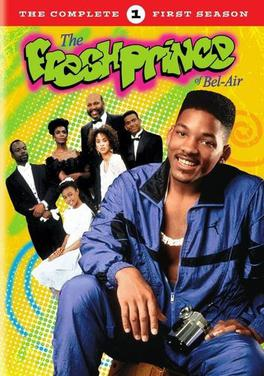 THE COMPLETE 1 FIRST SEASON
The
Fresh Prince
of Bel-Air